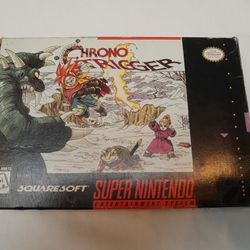 CHRONO
TRIGGER
SQUARESOFT
SUPER NINTENDO
ENTERTAINMENT SYSTEM